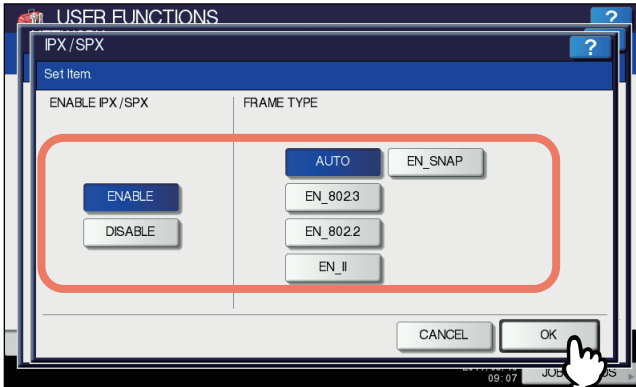 USER FUNCTIONS
?
IPX / SPX
?
Set Item.
ENABLE IPX / SPX
FRAME TYPE
AUTO
EN_SNAP
ENABLE
EN_802.3
DISABLE
EN_802.2
EN_II
CANCEL
OK
09:07